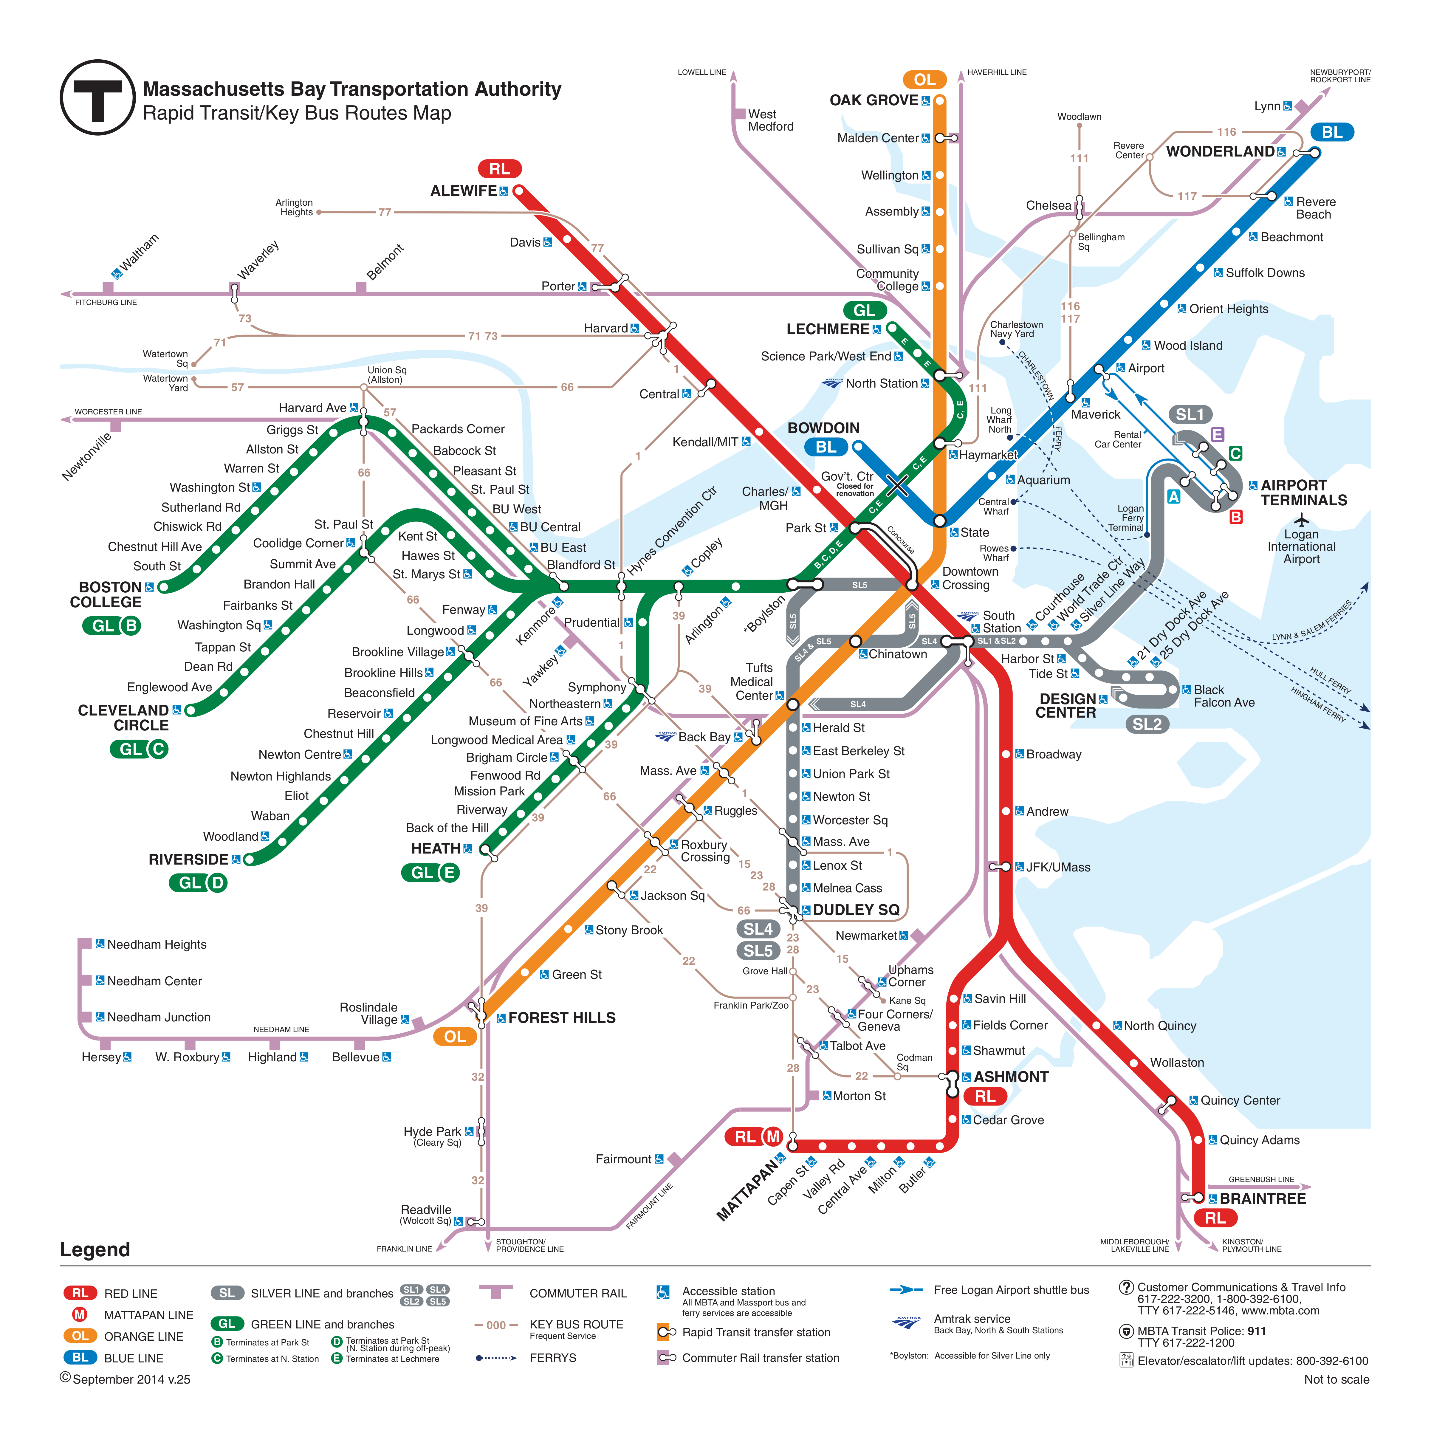 T
Massachusetts Bay Transportation Authority
Rapid Transit/Key Bus Routes Map
LOWELL LINE
OL
HAVERHILL LINE
NEWBURYPORT/
ROCKPORT LINE
OAK GROVE
West
Medford
Lynn
Woodlawn
116
BL
Malden Center
Revere
Center
WONDERLAND
111
RL
ALEWIFE
Wellington
117
Arlington
Heights
77
Assembly
Chelsea
Revere
Beach
Davis
77
Sullivan Sq
Bellingham
Sq
Beachmont
Waltham
Waverley
Belmont
Community
College
Suffolk Downs
Porter
FITCHBURG LINE
GL
116
117
Orient Heights
73
Harvard
LECHMERE
E
E
E
Charlestown
Navy Yard
71
71 73
Watertown
Sq
Science Park/West End
Wood Island
CHARLESTOWN
FERRY
Watertown
Yard
57
Union Sq
(Allston)
66
1
North Station
111
Airport
Central
WORCESTER LINE
Harvard Ave
57
C, E
Long
Wharf
North
Maverick
SL1
Newtonville
Griggs St
Packards Corner
BOWDOIN
BL
Rental
Car Center
E
Allston St
Babcock St
Kendall/MIT
Haymarket
C
Warren St
66
Pleasant St
1
Gov't. Ctr
Closed for
renovation
C, E
Aquarium
AIRPORT
TERMINALS
Washington St
St. Paul St
Charles/
MGH
A
Sutherland Rd
BU West
Hynes Convention Ctr
C, E
Central
Wharf
Logan
Ferry
Terminal
B
Chiswick Rd
St. Paul St
BU Central
Park St
Concourse
State
Logan
International
Airport
Chestnut Hill Ave
Coolidge Corner
Kent St
BU East
Copley
B, C, D, E
Rowes
Wharf
South St
Summit Ave
Hawes St
Blandford St
Downtown
Crossing
BOSTON
COLLEGE
Brandon Hall
St. Marys St
SL5
Courthouse
World Trade Ctr
Silver Line Way
GL B
66
Fairbanks St
Fenway
Kenmore
Prudential
39
Arlington
*Boylston
SL5
SL5
South
Station
21 Dry Dock Ave
25 Dry Dock Ave
LYNN & SALEM FERRIES
Washington Sq
Longwood
Yawkey
1
SL4 & SL5
SL4
SL1 & SL2
Tappan St
Brookline Village
Chinatown
Harbor St
Dean Rd
Brookline Hills
66
Tufts
Medical
Center
Tide St
HULL FERRY
Englewood Ave
Beaconsfield
Symphony
39
Black
Falcon Ave
HINGHAM FERRY
CLEVELAND
CIRCLE
Reservoir
Northeastern
SL4
DESIGN
CENTER
GL C
Chestnut Hill
Museum of Fine Arts
Herald St
SL2
Newton Centre
Longwood Medical Area
39
Back Bay
East Berkeley St
Broadway
Newton Highlands
Brigham Circle
Mass. Ave
Union Park St
Eliot
Fenwood Rd
Newton St
Waban
Mission Park
66
1
Ruggles
Worcester Sq
Andrew
Woodland
Riverway
39
Mass. Ave
Back of the Hill
Roxbury
Crossing
1
RIVERSIDE
HEATH
15
Lenox St
JFK/UMass
GL D
GL E
22
23
28
Melnea Cass
39
Jackson Sq
66
DUDLEY SQ
Stony Brook
SL4
SL5
23
28
Newmarket
Needham Heights
22
15
Needham Center
Green St
Grove Hall
Uphams
Corner
23
Kane Sq
Savin Hill
Needham Junction
Roslindale
Village
Franklin Park/Zoo
Four Corners/
Geneva
Fields Corner
North Quincy
NEEDHAM LINE
FOREST HILLS
OL
Talbot Ave
Shawmut
Wollaston
Hersey
W. Roxbury
Highland
Bellevue
32
28
22
Codman
Sq
ASHMONT
RL
Morton St
Quincy Center
Cedar Grove
Hyde Park
(Cleary Sq)
RL M
Quincy Adams
Fairmount
MATTAPAN
Capen St
Valley Rd
Central Ave
Milton
Butler
32
GREENBUSH LINE
Readville
(Wolcott Sq)
FAIRMOUNT LINE
BRAINTREE
RL
FRANKLIN LINE
STOUGHTON/
PROVIDENCE LINE
MIDDLEBOROUGH/
LAKEVILLE LINE
KINGSTON/
PLYMOUTH LINE
Legend
RL RED LINE
M MATTAPAN LINE
OL ORANGE LINE
BL BLUE LINE
SL SILVER LINE and branches SL1 SL4 SL2 SL5
GL GREEN LINE and branches
B Terminates at Park St
C Terminates at N. Station
D Terminates at Park St
(N. Station during off-peak)
E Terminates at Lechmere
COMMUTER RAIL
000 KEY BUS ROUTE
Frequent Service
FERRYS
Accessible station
All MBTA and Massport bus and
ferry services are accessible
Rapid Transit transfer station
Commuter Rail transfer station
Free Logan Airport shuttle bus
Amtrak service
Back Bay, North & South Stations
*Boylston: Accessible for Silver Line only
? Customer Communications & Travel Info
617-222-3200, 1-800-392-6100,
TTY 617-222-5146, www.mbta.com
MBTA Transit Police: 911
TTY 617-222-1200
Elevator/escalator/lift updates: 800-392-6100
© September 2014 v.25
Not to scale